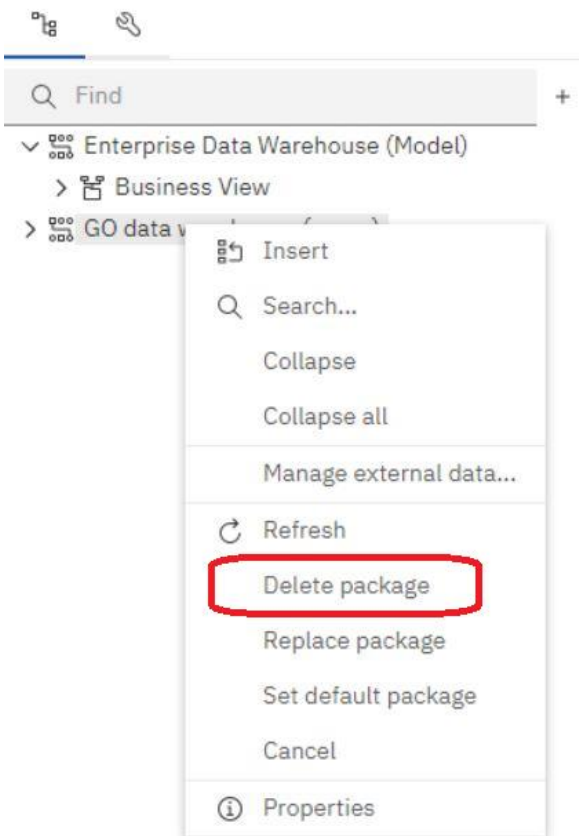 Find
Enterprise Data Warehouse (Model)
Business View
GO data
Insert
Search...
Collapse
Collapse all
Manage external data...
Refresh
Delete package
Replace package
Set default package
Cancel
Properties